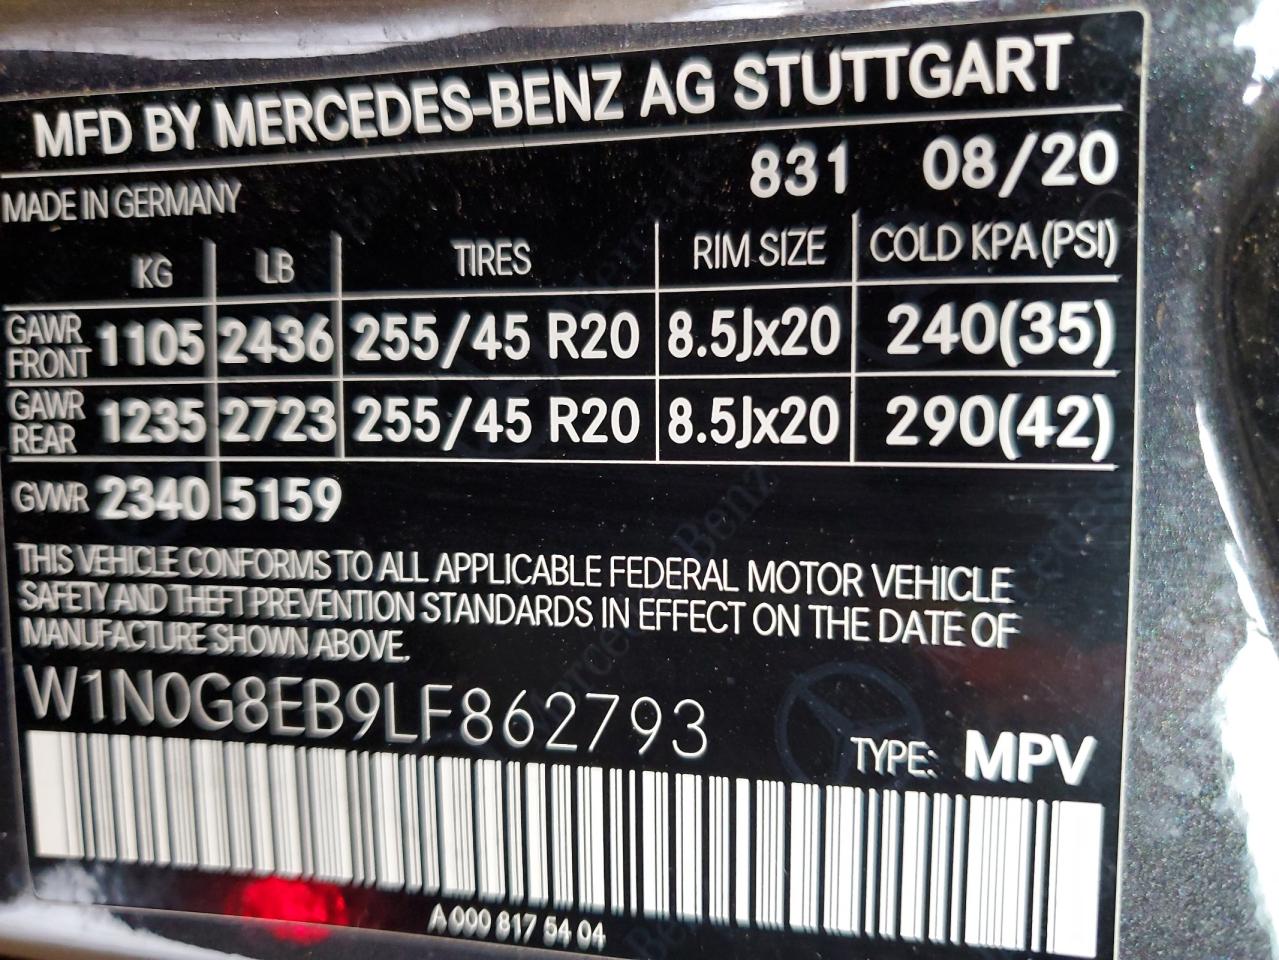 MFD BY MERCEDES-BENZ AG STUTTGART
MADE IN GERMANY 831 08/20
KG LB TIRES RIM SIZE COLD KPA (PSI)
GAWR FRONT 1105 2436 255/45 R20 8.5Jx20 240(35)
GAWR REAR 1235 2723 255/45 R20 8.5Jx20 290(42)
GVWR 2340 5159
THIS VEHICLE CONFORMS TO ALL APPLICABLE FEDERAL MOTOR VEHICLE
SAFETY AND THEFT PREVENTION STANDARDS IN EFFECT ON THE DATE OF
MANUFACTURE SHOWN ABOVE.
W1N0G8EB9LF862793
TYPE: MPV
A 000 817 54 04